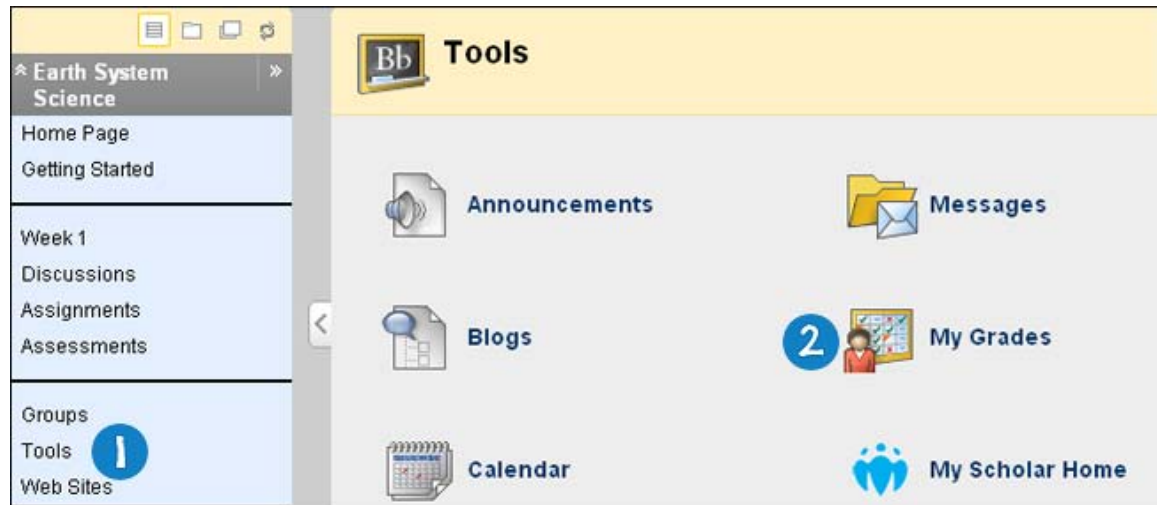 Earth System
Science
Home Page
Getting Started
Week 1
Discussions
Assignments
Assessments
Groups
Tools 1
Web Sites
Bb Tools
Announcements
Messages
Blogs
2 My Grades
Calendar
My Scholar Home